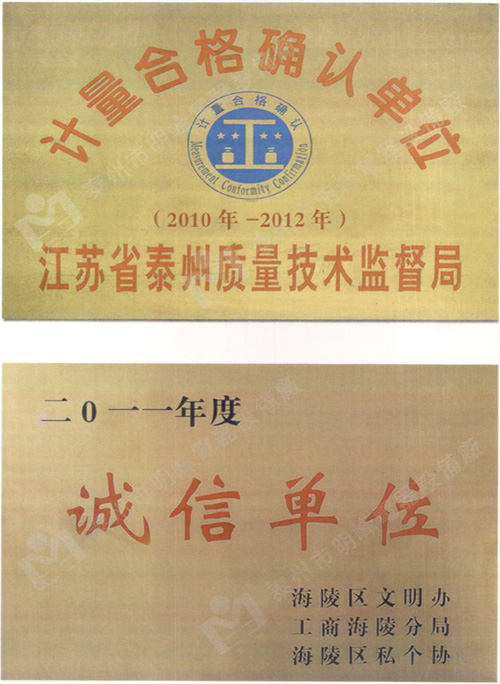 计量合格确认单位
计量合格确认
Measurement Conformity Confirmation
（2010年-2012年）
江苏省泰州质量技术监督局
二0一一年度
诚信单位
海陵区文明办
工商海陵分局
海陵区私个协